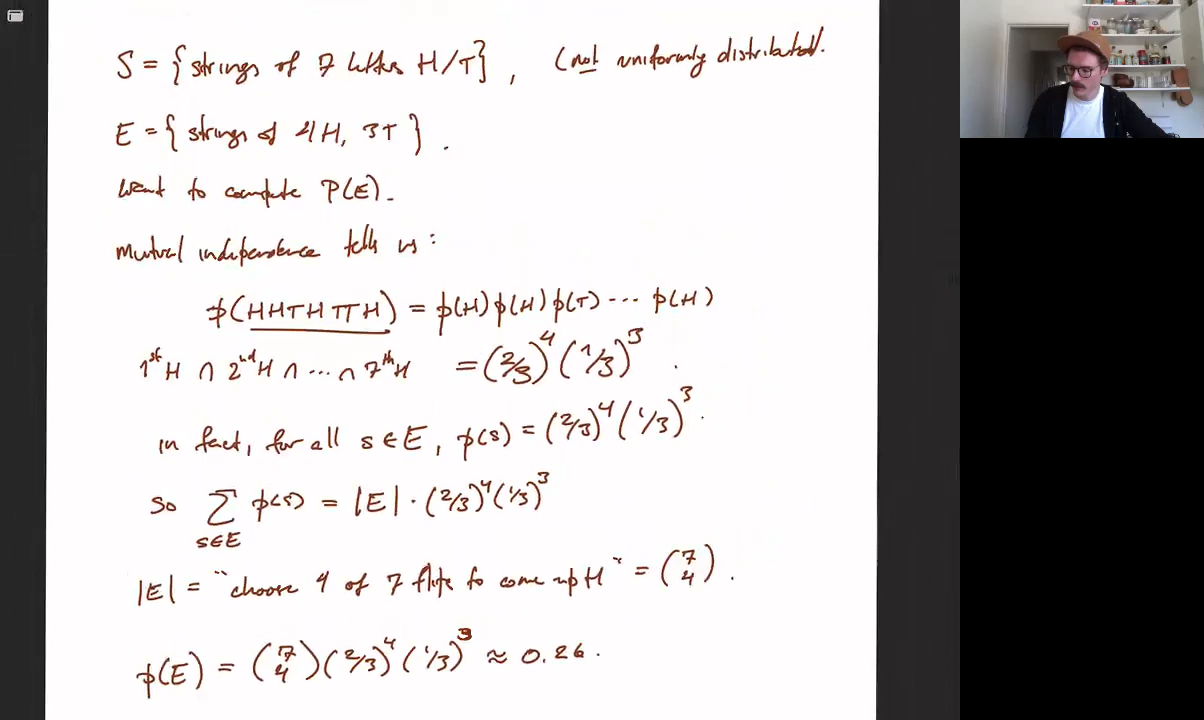 S = {strings of 7 letters H/T}, (not uniformly distributed).
E = {strings of 4H, 3T}.
Want to compute P(E).
Mutual independence tells us:
p(HHTHTTH) = p(H)p(H)p(T)···p(H)
1st H ∩ 2nd H ∩ ... ∩ 7th H = (2/3)^4 (1/3)^3.
in fact, for all s∈E, p(s) = (2/3)^4 (1/3)^3.
So ∑_{s∈E} p(s) = |E| · (2/3)^4 (1/3)^3
|E| = "choose 4 of 7 flips to come up H" = (7 4).
p(E) = (7 4)(2/3)^4 (1/3)^3 ≈ 0.26.